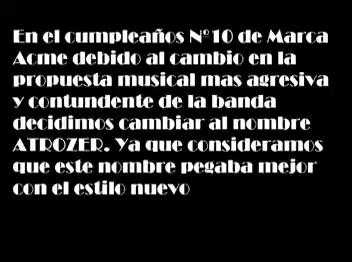 En el cumpleaños Nº10 de Marca
Acme debido al cambio en la
propuesta musical mas agresiva
y contundente de la banda
decidimos cambiar al nombre
ATROZER. Ya que consideramos
que este nombre pegaba mejor
con el estilo nuevo